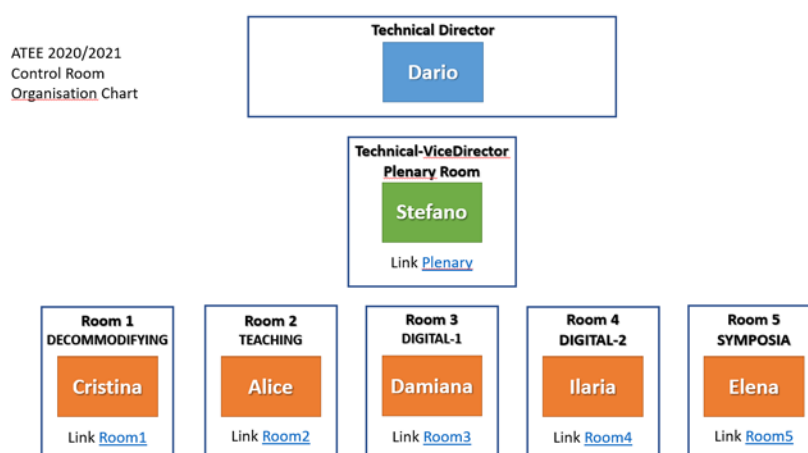 ATEE 2020/2021
Control Room
Organisation Chart
Technical Director
Dario
Technical-ViceDirector
Plenary Room
Stefano
Link Plenary
Room 1
DECOMMODIFYING
Cristina
Link Room1
Room 2
TEACHING
Alice
Link Room2
Room 3
DIGITAL-1
Damiana
Link Room3
Room 4
DIGITAL-2
Ilaria
Link Room4
Room 5
SYMPOSIA
Elena
Link Room5